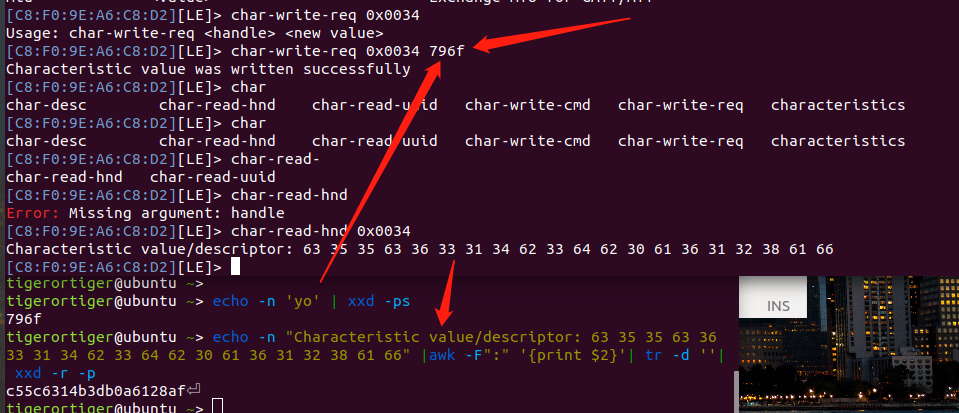 [C8:F0:9E:A6:C8:D2][LE]> char-write-req 0x0034
Usage: char-write-req <handle> <new value>
[C8:F0:9E:A6:C8:D2][LE]> char-write-req 0x0034 796f
Characteristic value was written successfully
[C8:F0:9E:A6:C8:D2][LE]> char
char-desc char-read-hnd char-read-uuid char-write-cmd char-write-req characteristics
[C8:F0:9E:A6:C8:D2][LE]> char
char-desc char-read-hnd char-read-uuid char-write-cmd char-write-req characteristics
[C8:F0:9E:A6:C8:D2][LE]> char-read-
char-read-hnd char-read-uuid
[C8:F0:9E:A6:C8:D2][LE]> char-read-hnd
Error: Missing argument: handle
[C8:F0:9E:A6:C8:D2][LE]> char-read-hnd 0x0034
Characteristic value/descriptor: 63 35 35 63 36 33 31 34 62 33 64 62 30 61 36 31 32 38 61 66
[C8:F0:9E:A6:C8:D2][LE]>
tigerortiger@ubuntu ~>
tigerortiger@ubuntu ~> echo -n 'yo' | xxd -ps
796f
tigerortiger@ubuntu ~> echo -n "Characteristic value/descriptor: 63 35 35 63 36
33 31 34 62 33 64 62 30 61 36 31 32 38 61 66" |awk -F":" '{print $2}'| tr -d ''|
xxd -r -p
c55c6314b3db0a6128af⏎
tigerortiger@ubuntu ~>
INS